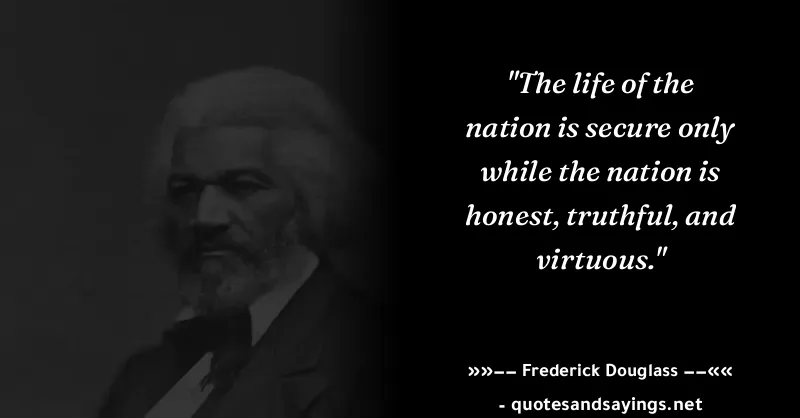 "The life of the
nation is secure only
while the nation is
honest, truthful, and
virtuous."
»»–– Frederick Douglass ––««
- quotesandsayings.net